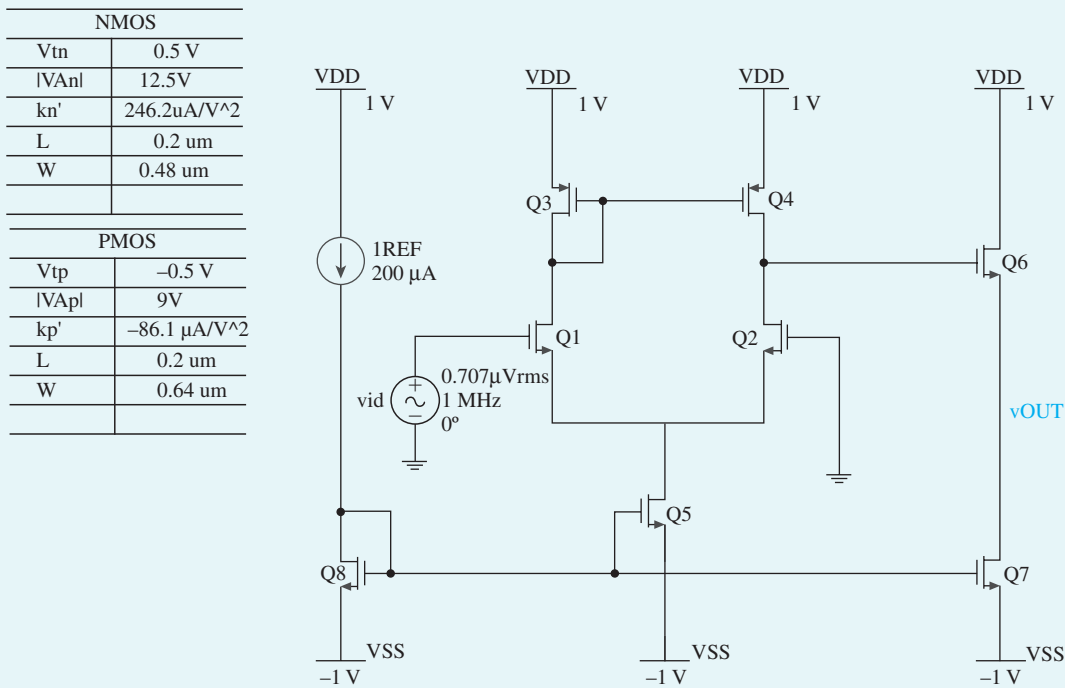 NMOS
Vtn 0.5 V
|VAn| 12.5V
kn' 246.2uA/V^2
L 0.2 um
W 0.48 um
PMOS
Vtp –0.5 V
|VAp| 9V
kp' –86.1 µA/V^2
L 0.2 um
W 0.64 um
VDD
1 V
VDD
1 V
VDD
1 V
VDD
1 V
Q3
Q4
1REF
200 µA
Q6
Q1
Q2
vid
0.707µVrms
1 MHz
0º
vOUT
Q5
Q8
Q7
VSS
–1 V
–1 V
VSS
–1 V